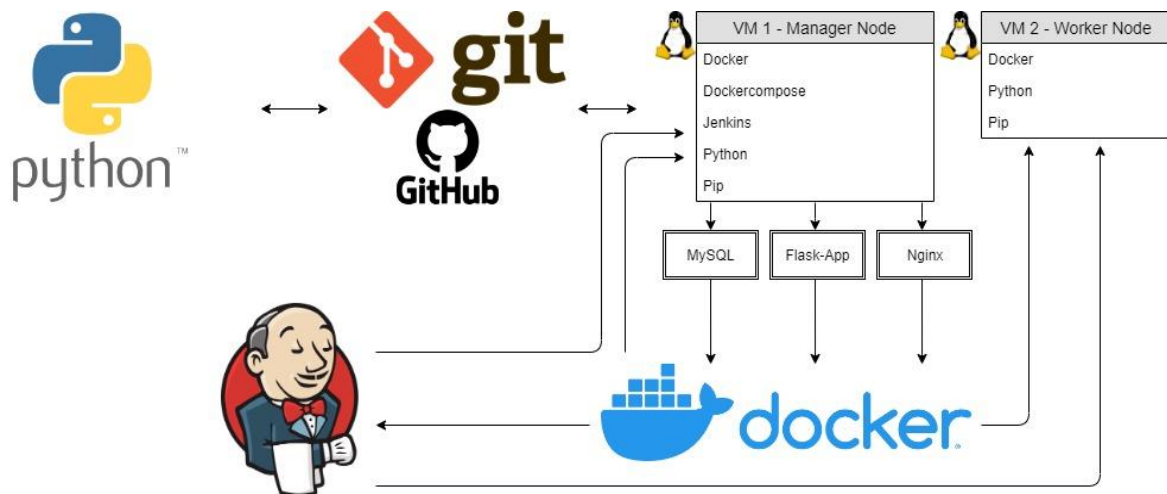 python™
git
GitHub
VM 1 - Manager Node
Docker
Dockercompose
Jenkins
Python
Pip
VM 2 - Worker Node
Docker
Python
Pip
MySQL
Flask-App
Nginx
docker